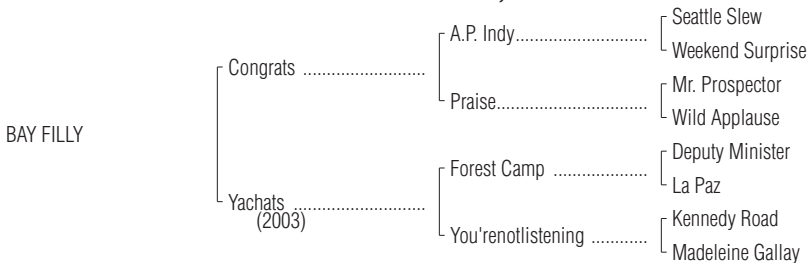 Seattle Slew
A.P. Indy..............................
Weekend Surprise
Congrats ............................
Mr. Prospector
Praise...................................
Wild Applause
BAY FILLY
Deputy Minister
Forest Camp .....................
La Paz
Yachats ..............................
(2003)
Kennedy Road
You'renotlistening .............
Madeleine Gallay